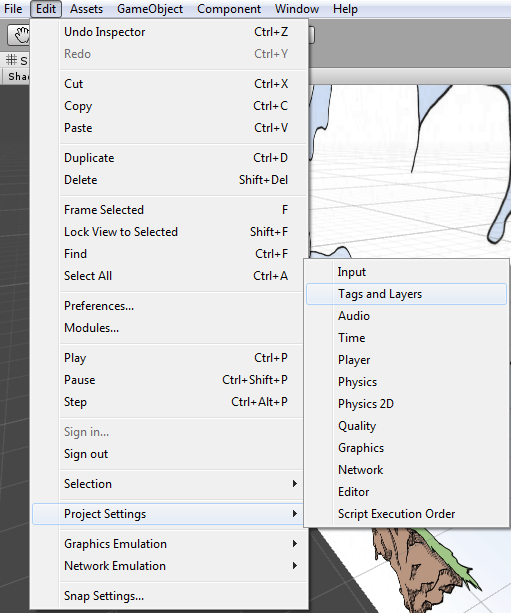 File Edit Assets GameObject Component Window Help
Undo Inspector Ctrl+Z
Redo Ctrl+Y
Cut Ctrl+X
Copy Ctrl+C
Paste Ctrl+V
Duplicate Ctrl+D
Delete Shift+Del
Frame Selected F
Lock View to Selected Shift+F
Find Ctrl+F
Select All Ctrl+A
Preferences...
Modules...
Play Ctrl+P
Pause Ctrl+Shift+P
Step Ctrl+Alt+P
Sign in...
Sign out
Selection
Project Settings
Graphics Emulation
Network Emulation
Snap Settings...
Input
Tags and Layers
Audio
Time
Player
Physics
Physics 2D
Quality
Graphics
Network
Editor
Script Execution Order